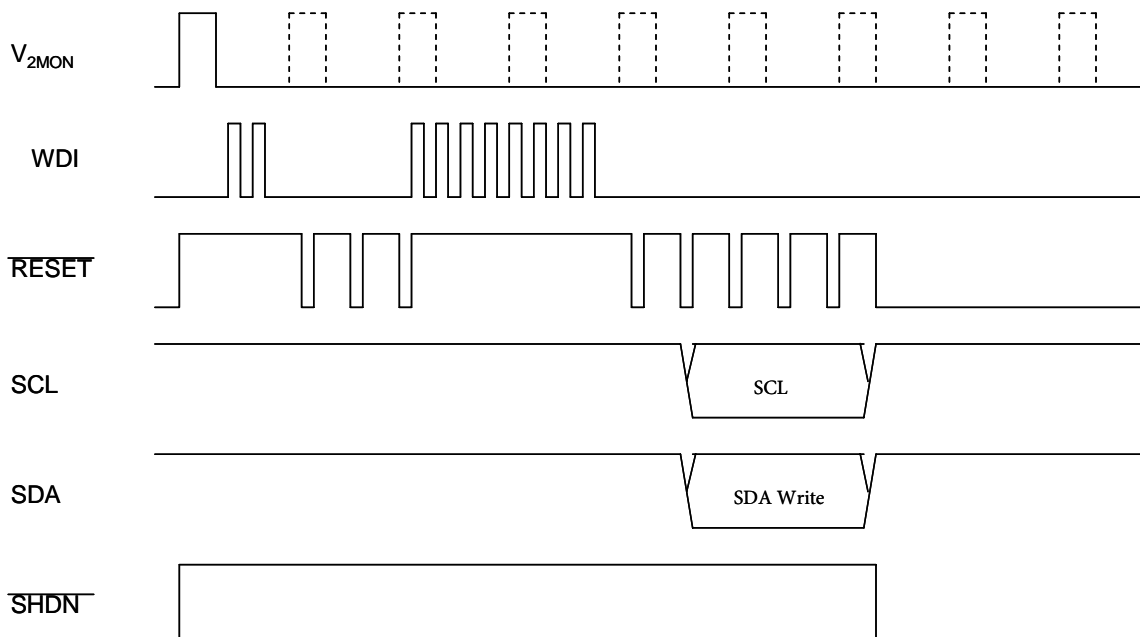 V2MON
WDI
RESET
SCL
SCL
SDA
SDA Write
SHDN